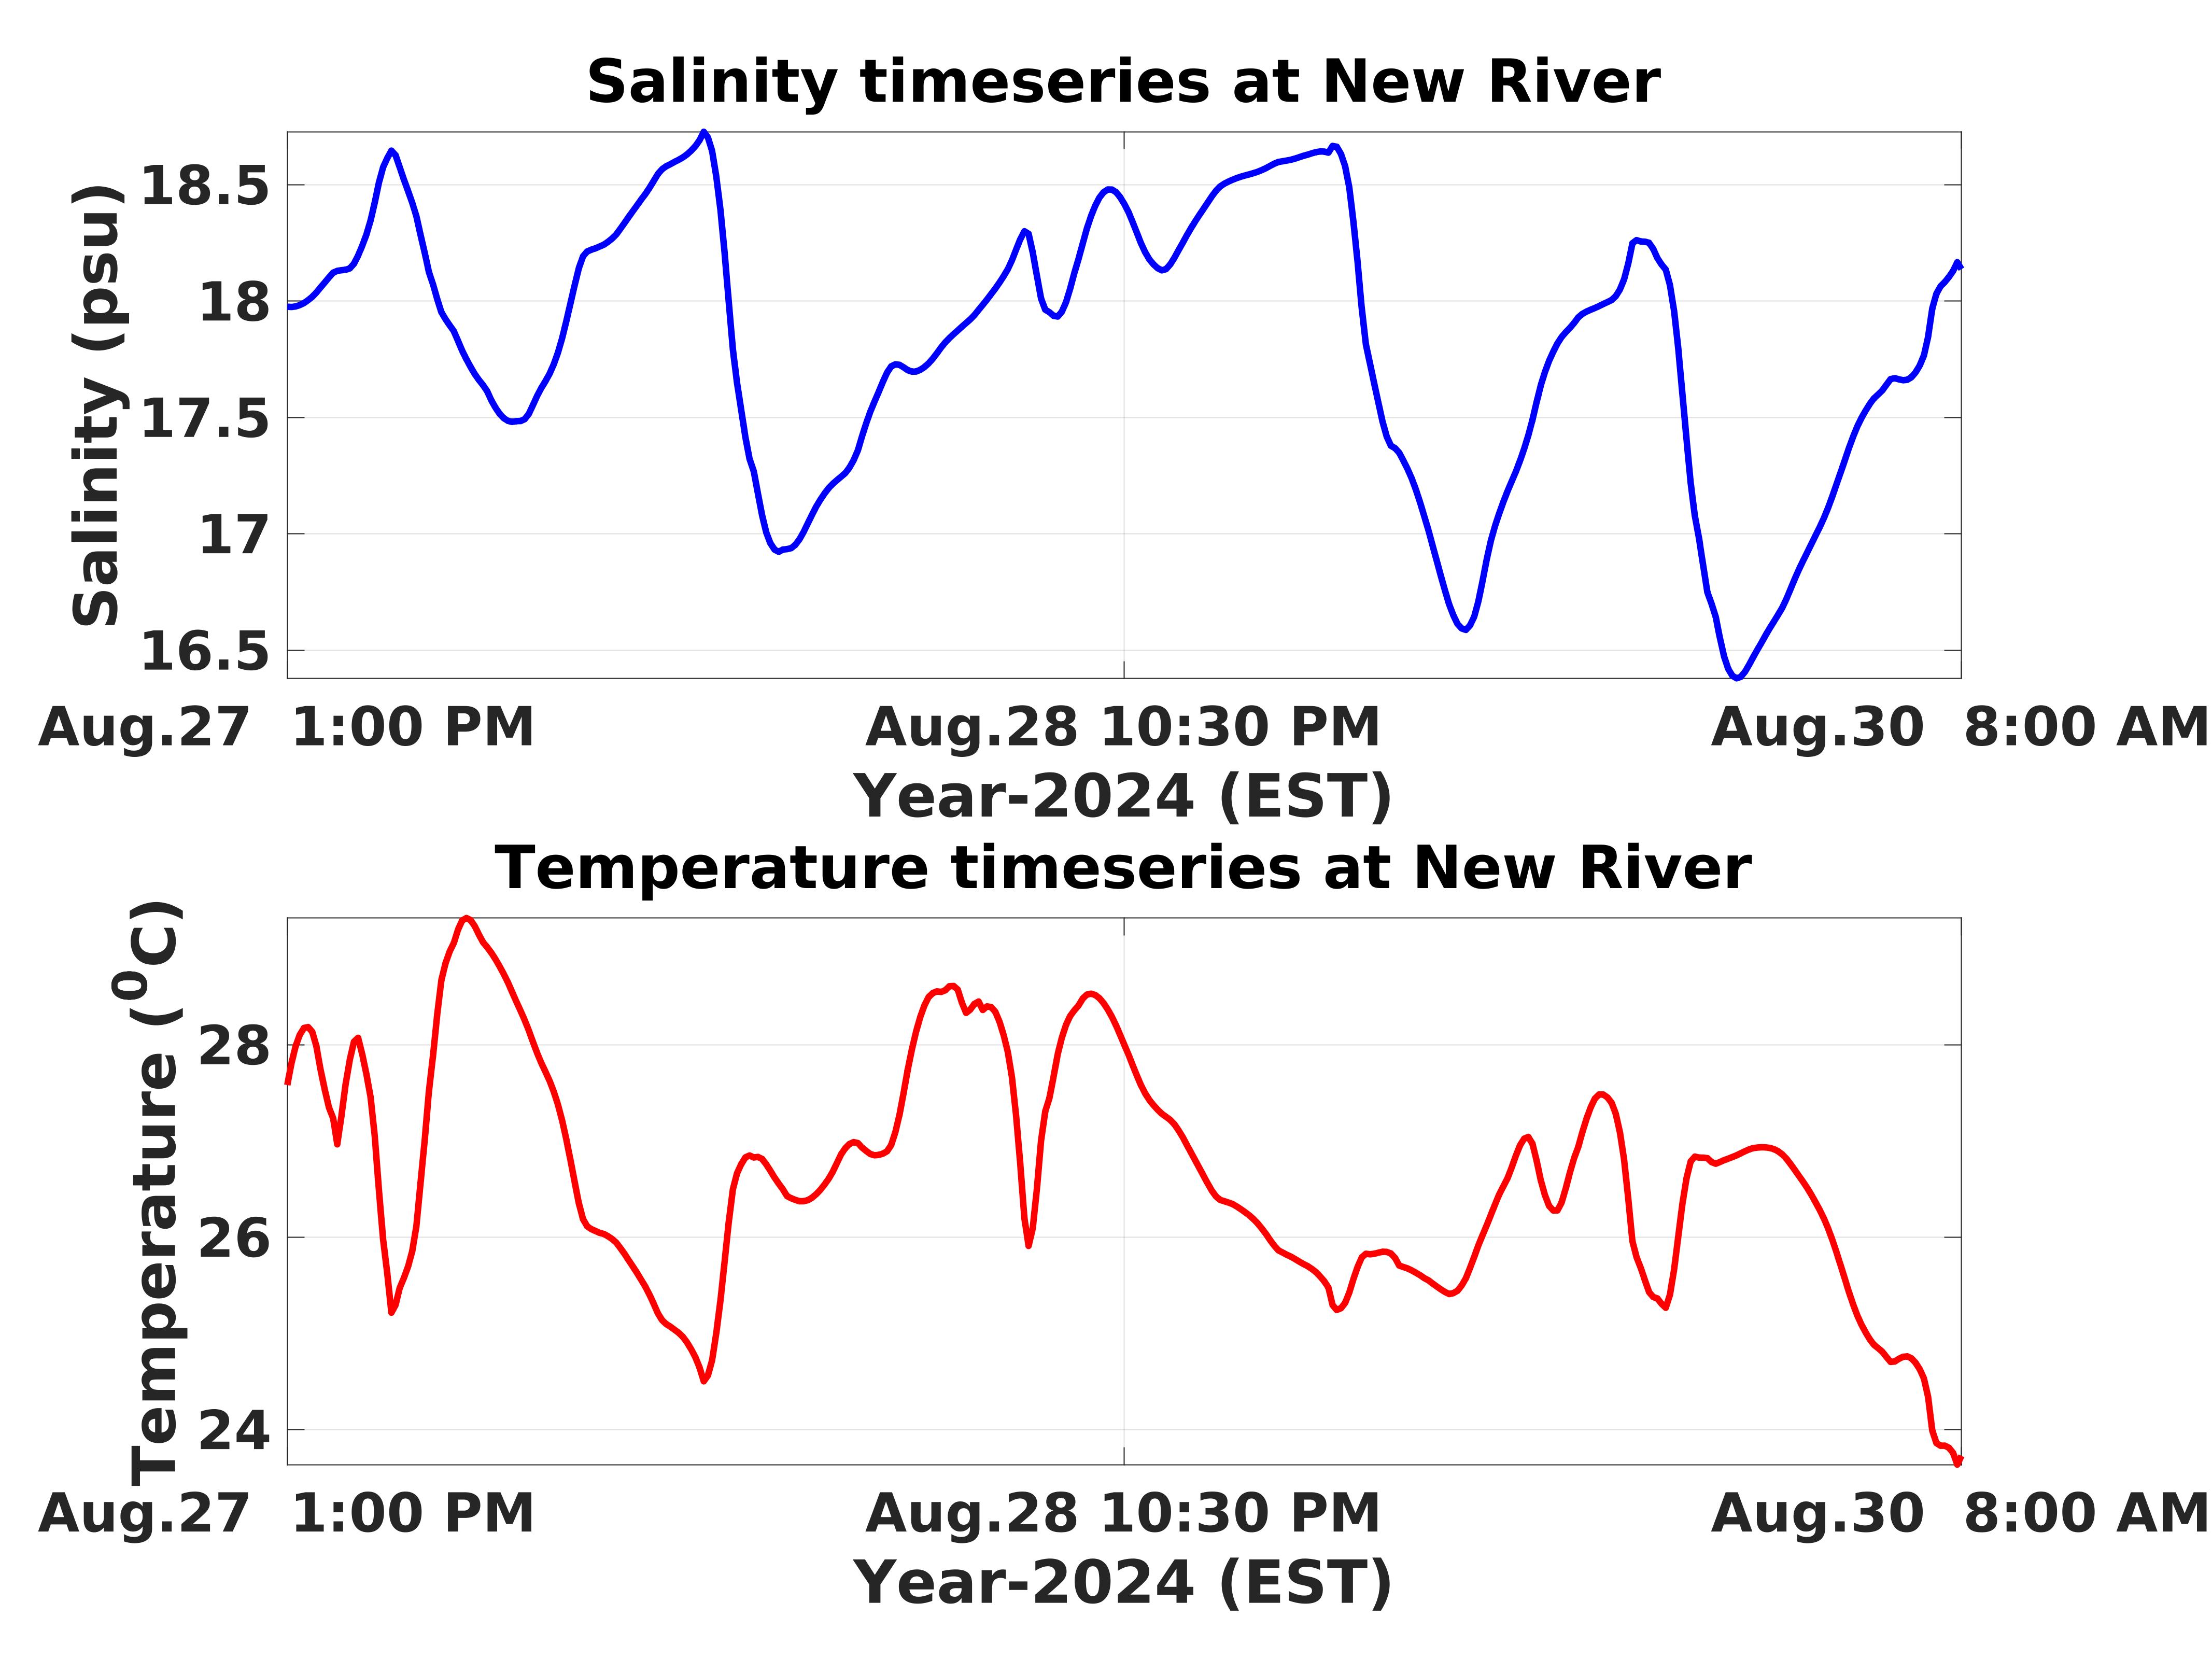 Salinity timeseries at New River
Salinity (psu)
18.5
18
17.5
17
16.5
Aug.27 1:00 PM Aug.28 10:30 PM Aug.30 8:00 AM
Year-2024 (EST)
Temperature timeseries at New River
Temperature (⁰C)
28
26
24
Aug.27 1:00 PM Aug.28 10:30 PM Aug.30 8:00 AM
Year-2024 (EST)